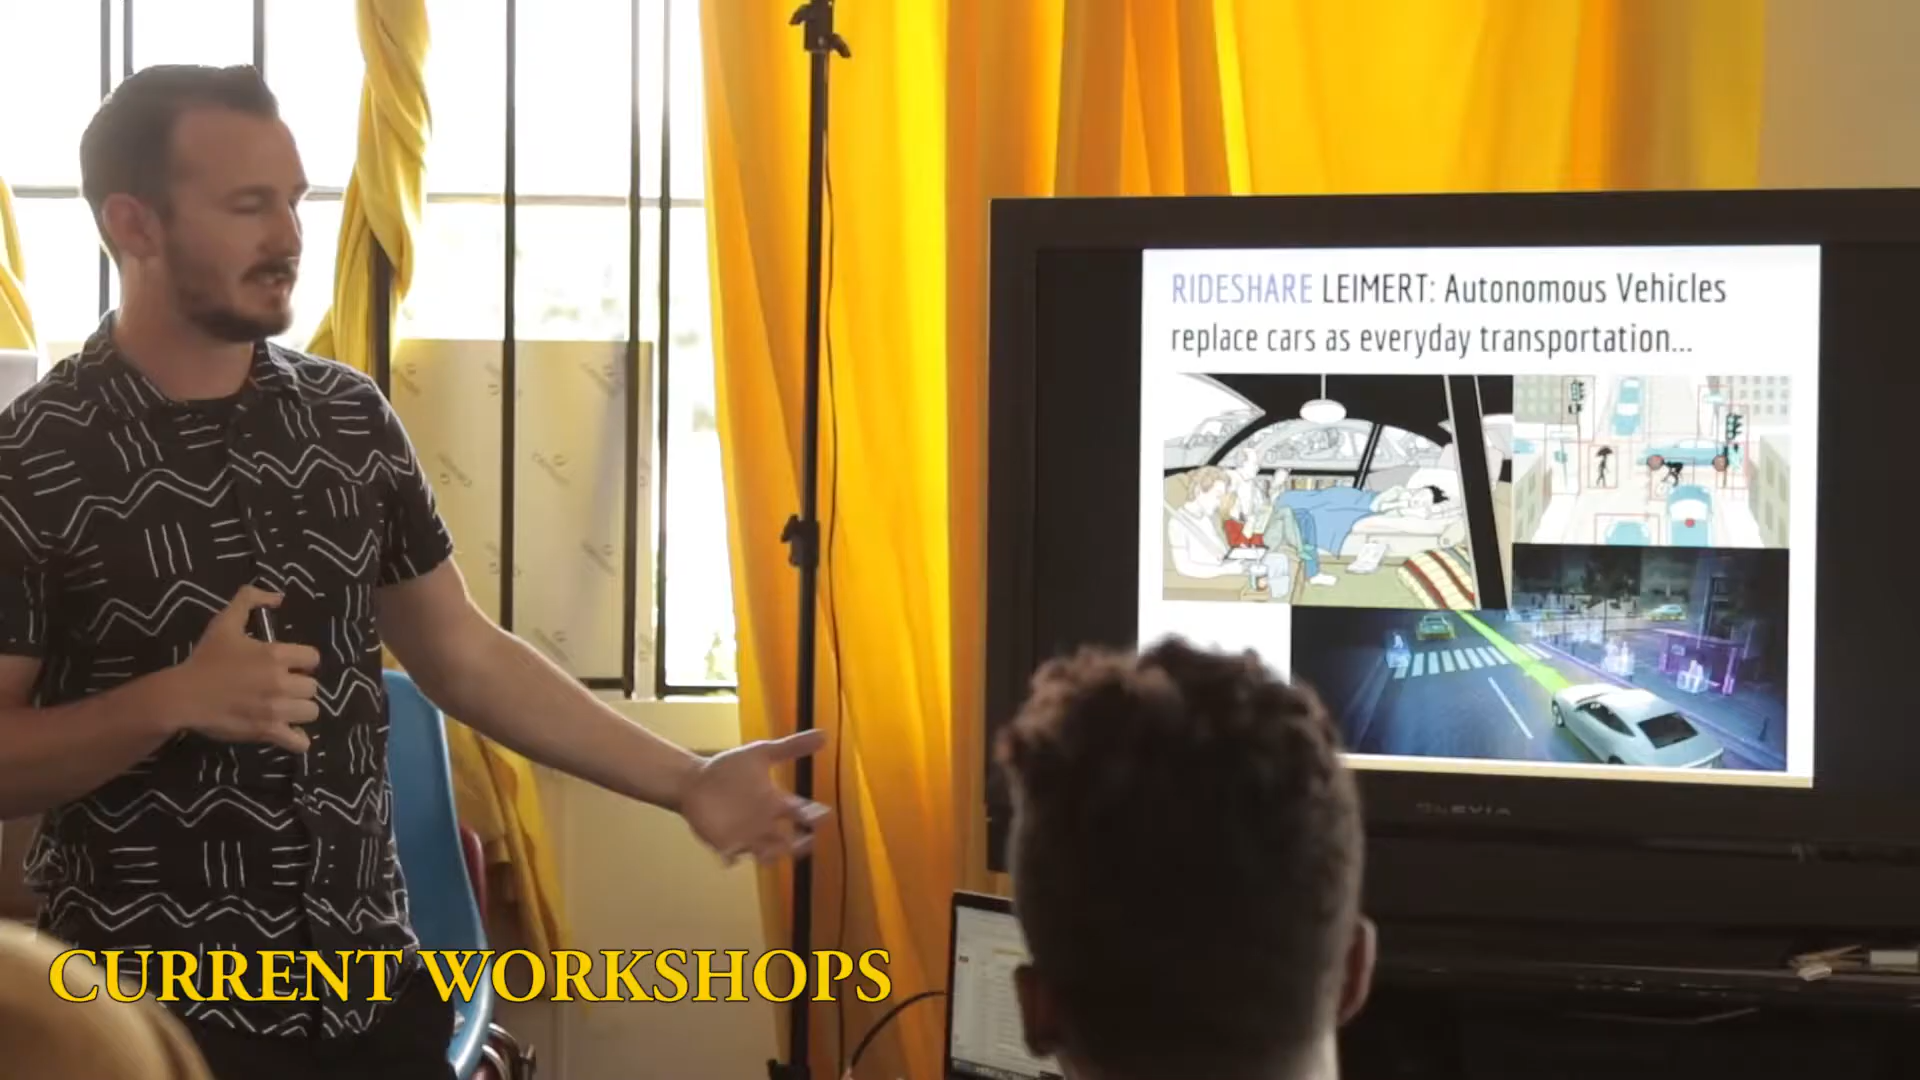 RIDESHARE LEIMERT: Autonomous Vehicles
replace cars as everyday transportation...
CURRENT WORKSHOPS